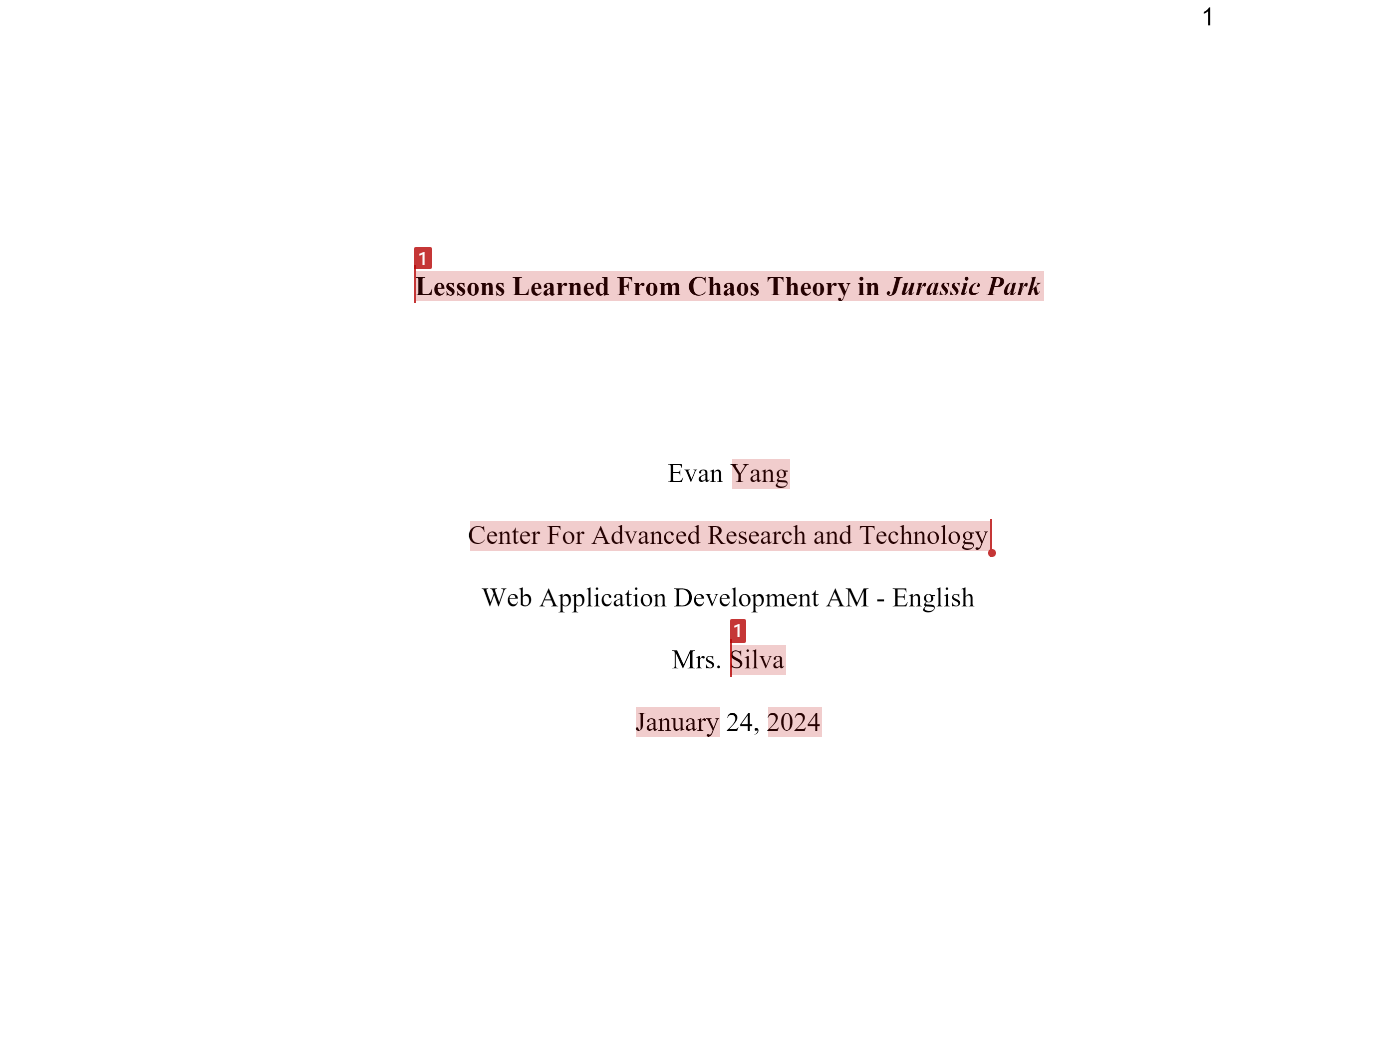 1
1
Lessons Learned From Chaos Theory in Jurassic Park
Evan Yang
Center For Advanced Research and Technology
Web Application Development AM - English
1
Mrs. Silva
January 24, 2024